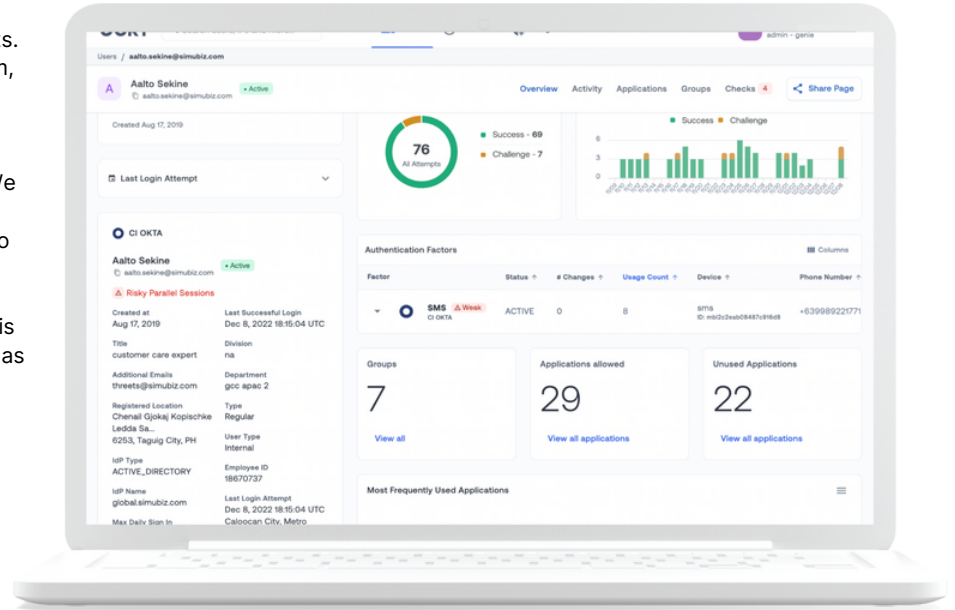 ts.
n,
/e
o
is
as
admin - genie
Users / aalto.sekine@simubiz.com
A
Aalto Sekine
aalto.sekine@simubiz.com
• Active
Overview Activity Applications Groups Checks 4 Share Page
Created Aug 17, 2019
Last Login Attempt
CI OKTA
Aalto Sekine
aalto.sekine@simubiz.com
• Active
Risky Parallel Sessions
Created at
Aug 17, 2019
Last Successful Login
Dec 8, 2022 18:15:04 UTC
Title
customer care expert
Division
na
Additional Emails
threets@simubiz.com
Department
gcc apac 2
Registered Location
Chenail Gjokaj Kopischke
Ledda Sa...
6253, Taguig City, PH
Type
Regular
User Type
Internal
IdP Type
ACTIVE_DIRECTORY
Employee ID
18670737
IdP Name
global.simubiz.com
Last Login Attempt
Dec 8, 2022 18:15:04 UTC
Caloocan City, Metro
Max Daily Sign In
76
All Attempts
Success - 69
Challenge - 7
Success Challenge
6
3
0
Authentication Factors
Columns
Factor Status # Changes Usage Count Device Phone Number
SMS Weak
CI OKTA
ACTIVE 0 8
sms
+639989221771
Groups
7
View all
Applications allowed
29
View all applications
Unused Applications
22
View all applications
Most Frequently Used Applications